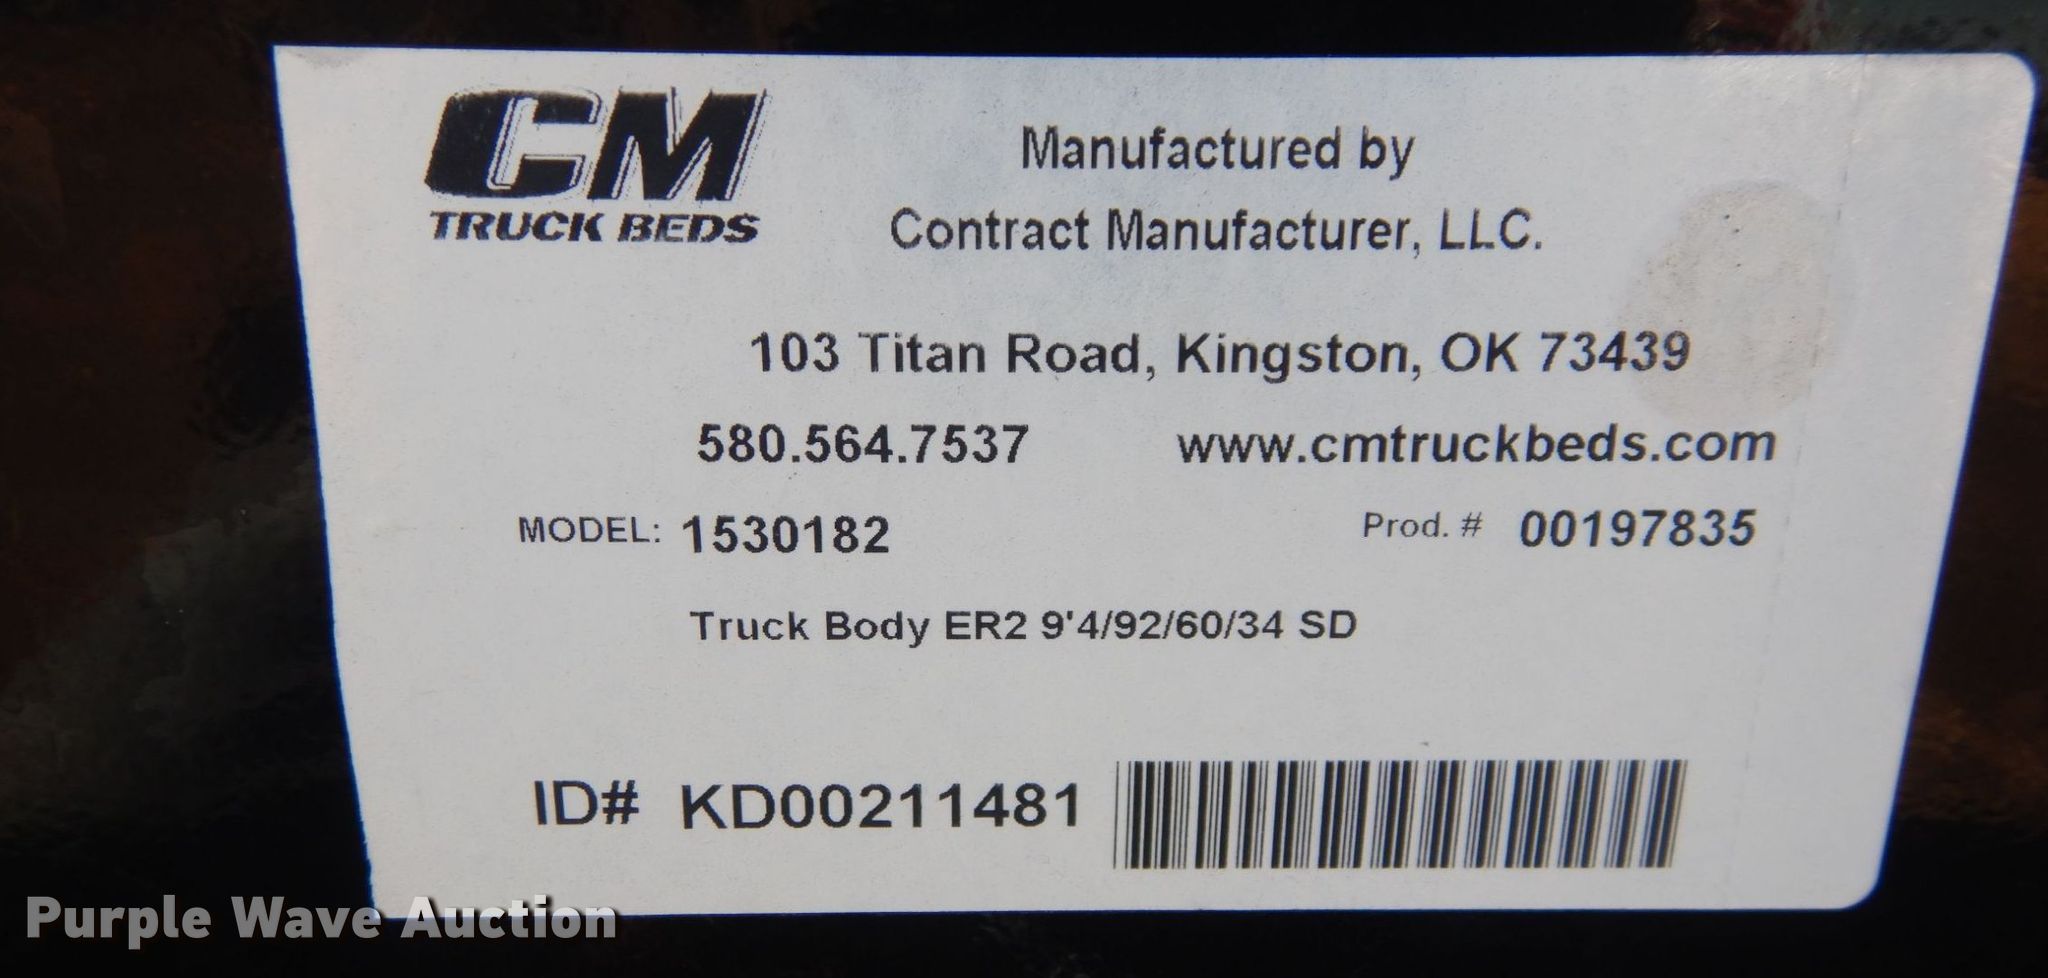 CM
TRUCK BEDS
Manufactured by
Contract Manufacturer, LLC.
103 Titan Road, Kingston, OK 73439
580.564.7537 www.cmtruckbeds.com
MODEL: 1530182 Prod. # 00197835
Truck Body ER2 9'4/92/60/34 SD
ID# KD00211481
Purple Wave Auction